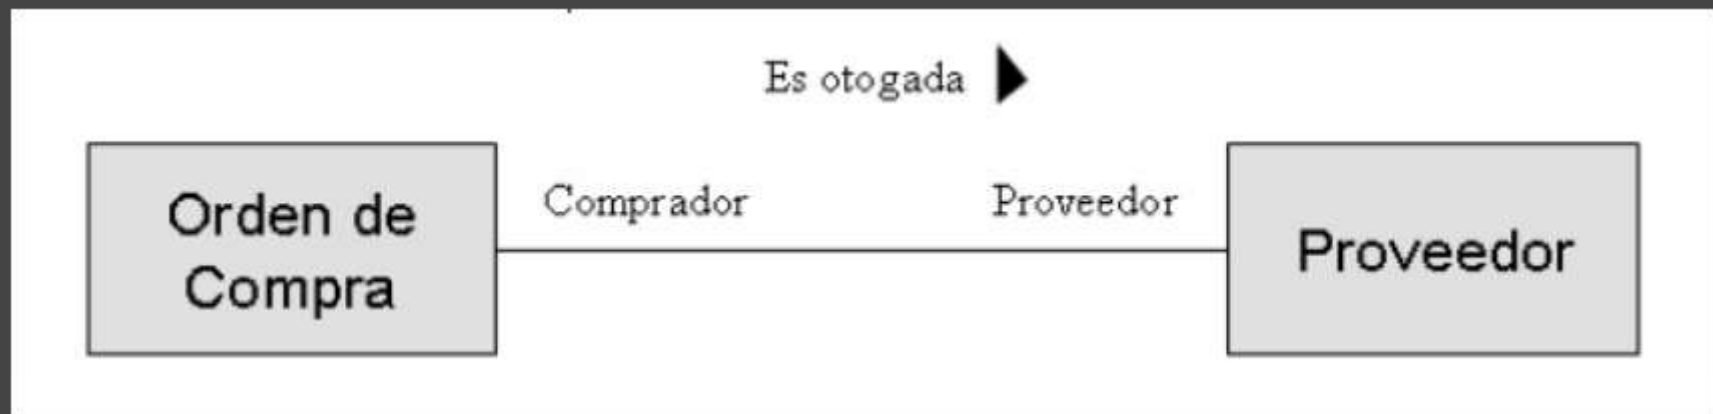 Es otogada
Orden de
Compra
Comprador
Proveedor
Proveedor